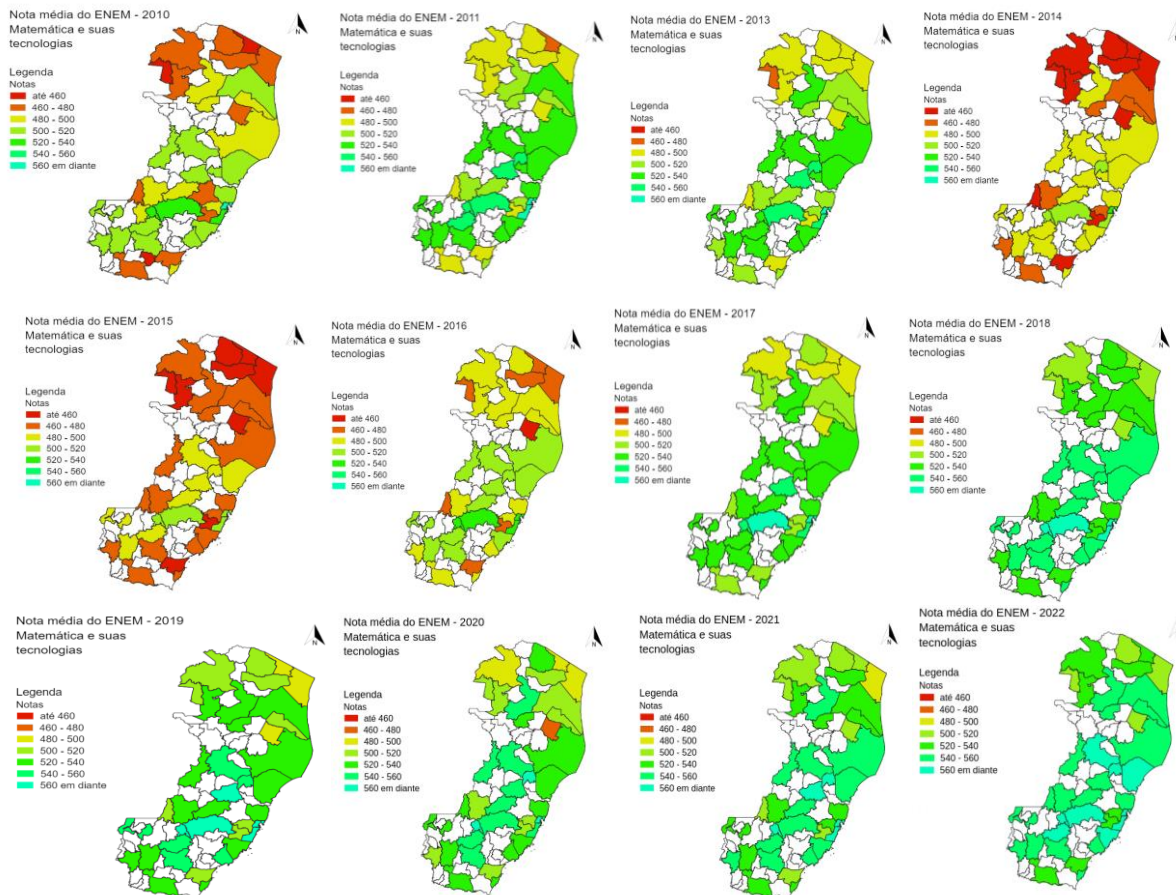 Nota média do ENEM - 2010
Matemática e suas
tecnologias
N
Legenda
Notas
até 460
460 - 480
480 - 500
500 - 520
520 - 540
540 - 560
560 em diante
Nota média do ENEM - 2011
Matemática e suas
tecnologias
N
Legenda
Notas
até 460
460 - 480
480 - 500
500 - 520
520 - 540
540 - 560
560 em diante
Nota média do ENEM - 2013
Matemática e suas
tecnologias
N
Legenda
Notas
até 460
460 - 480
480 - 500
500 - 520
520 - 540
540 - 560
560 em diante
Nota média do ENEM - 2014
Matemática e suas
tecnologias
N
Legenda
Notas
até 460
460 - 480
480 - 500
500 - 520
520 - 540
540 - 560
560 em diante
Nota média do ENEM - 2015
Matemática e suas
tecnologias
N
Legenda
Notas
até 460
460 - 480
480 - 500
500 - 520
520 - 540
540 - 560
560 em diante
Nota média do ENEM - 2016
Matemática e suas
tecnologias
N
Legenda
Notas
até 460
460 - 480
480 - 500
500 - 520
520 - 540
540 - 560
560 em diante
Nota média do ENEM - 2017
Matemática e suas
tecnologias
N
Legenda
Notas
até 460
460 - 480
480 - 500
500 - 520
520 - 540
540 - 560
560 em diante
Nota média do ENEM - 2018
Matemática e suas
tecnologias
N
Legenda
Notas
até 460
460 - 480
480 - 500
500 - 520
520 - 540
540 - 560
560 em diante
Nota média do ENEM - 2019
Matemática e suas
tecnologias
N
Legenda
Notas
até 460
460 - 480
480 - 500
500 - 520
520 - 540
540 - 560
560 em diante
Nota média do ENEM - 2020
Matemática e suas
tecnologias
N
Legenda
Notas
até 460
460 - 480
480 - 500
500 - 520
520 - 540
540 - 560
560 em diante
Nota média do ENEM - 2021
Matemática e suas
tecnologias
N
Legenda
Notas
até 460
460 - 480
480 - 500
500 - 520
520 - 540
540 - 560
560 em diante
Nota média do ENEM - 2022
Matemática e suas
tecnologias
N
Legenda
Notas
até 460
460 - 480
480 - 500
500 - 520
520 - 540
540 - 560
560 em diante